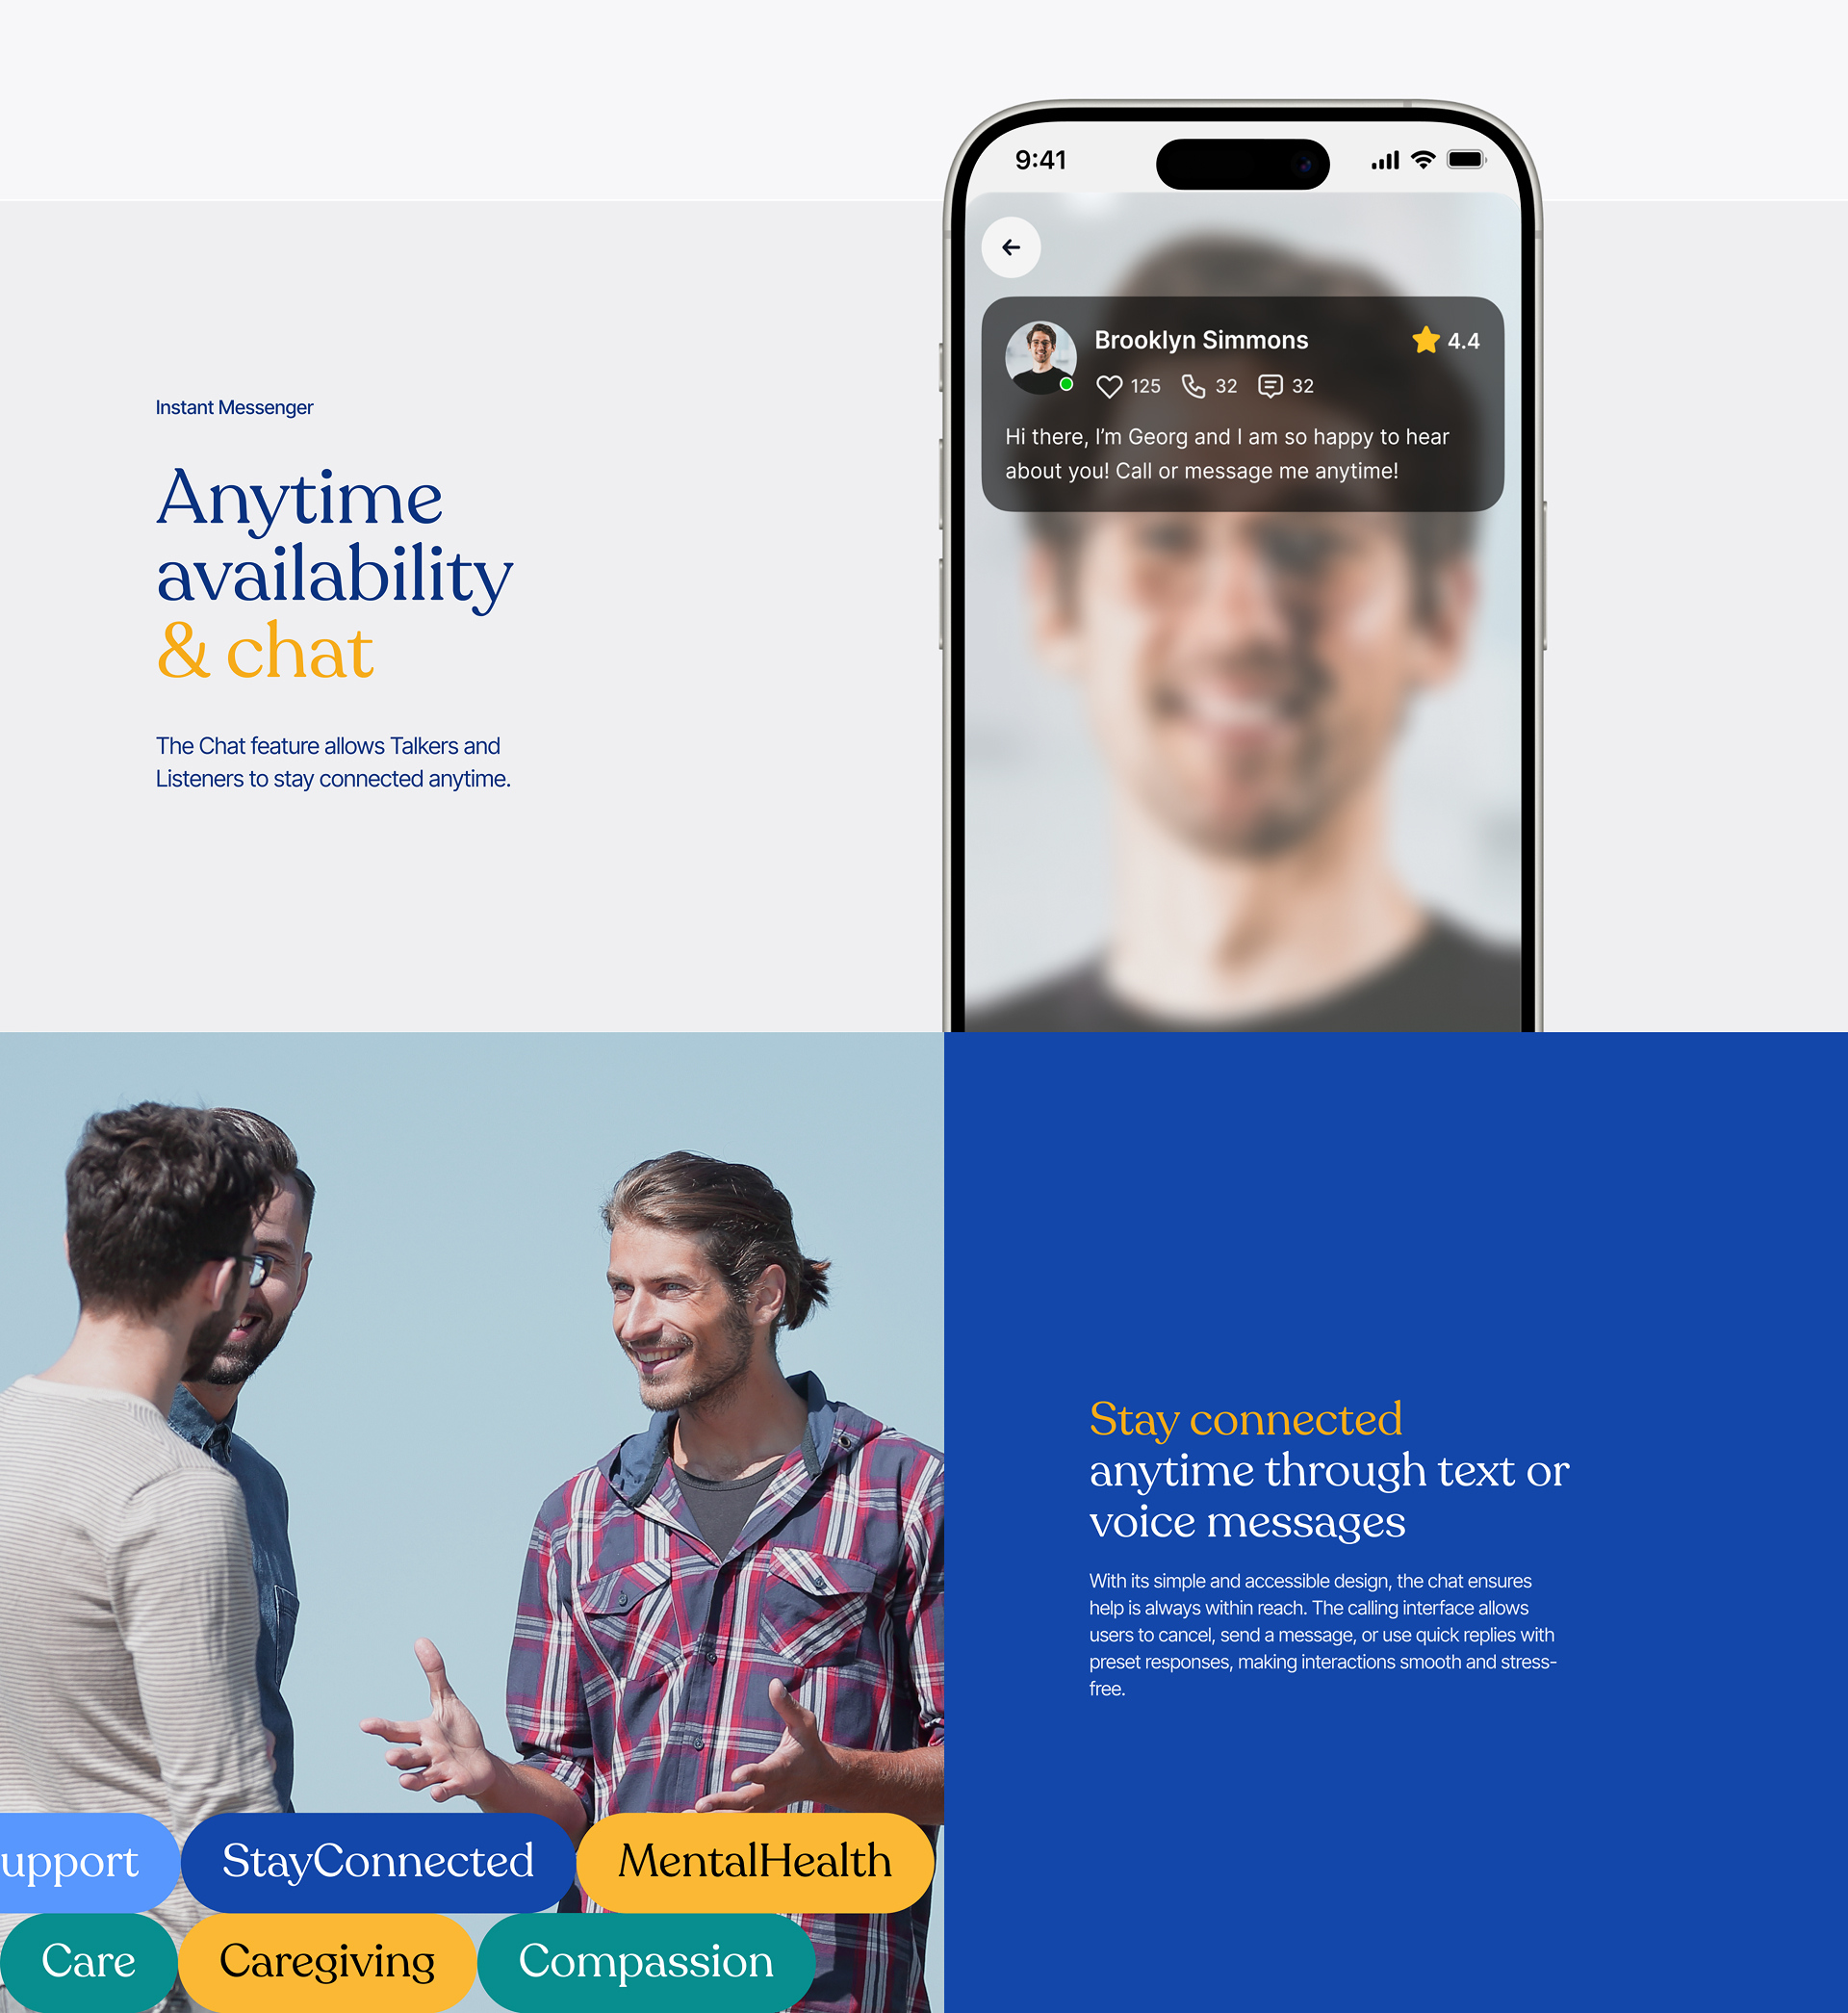 9:41
Instant Messenger
Anytime
availability
& chat
The Chat feature allows Talkers and
Listeners to stay connected anytime.
Brooklyn Simmons
4.4
125 32 32
Hi there, I’m Georg and I am so happy to hear
about you! Call or message me anytime!
Stay connected
anytime through text or
voice messages
With its simple and accessible design, the chat ensures
help is always within reach. The calling interface allows
users to cancel, send a message, or use quick replies with
preset responses, making interactions smooth and stress-
free.
upport StayConnected MentalHealth
Care Caregiving Compassion